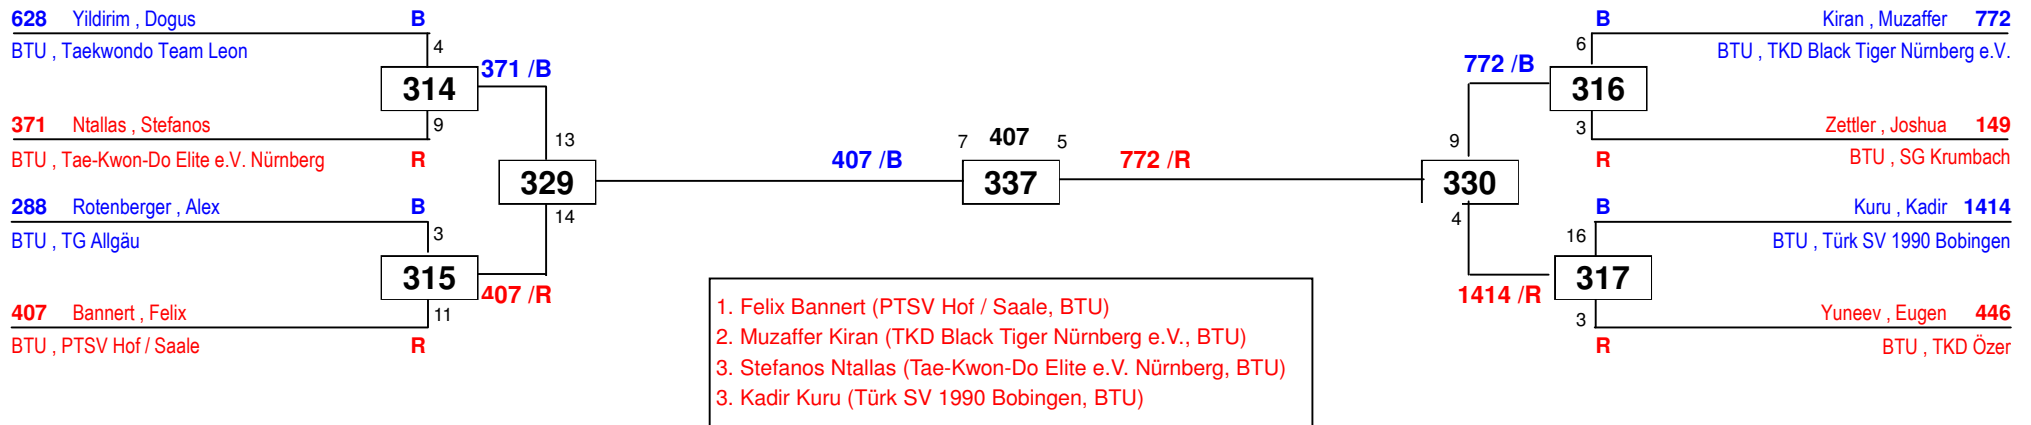 628 Yildirim , Dogus B
BTU , Taekwondo Team Leon
4
314
371 /B
9
371 Ntallas , Stefanos
BTU , Tae-Kwon-Do Elite e.V. Nürnberg R
13
329
14
288 Rotenberger , Alex B
BTU , TG Allgäu
3
315
407 /R
11
407 Bannert , Felix
BTU , PTSV Hof / Saale R
407 /B
7 407 5
337
772 /R
B Kiran , Muzaffer 772
6
BTU , TKD Black Tiger Nürnberg e.V.
772 /B
316
3
Zettler , Joshua 149
R BTU , SG Krumbach
9
330
4
B Kuru , Kadir 1414
16
BTU , Türk SV 1990 Bobingen
317
1414 /R
3
Yuneev , Eugen 446
R BTU , TKD Özer
1. Felix Bannert (PTSV Hof / Saale, BTU)
2. Muzaffer Kiran (TKD Black Tiger Nürnberg e.V., BTU)
3. Stefanos Ntallas (Tae-Kwon-Do Elite e.V. Nürnberg, BTU)
3. Kadir Kuru (Türk SV 1990 Bobingen, BTU)